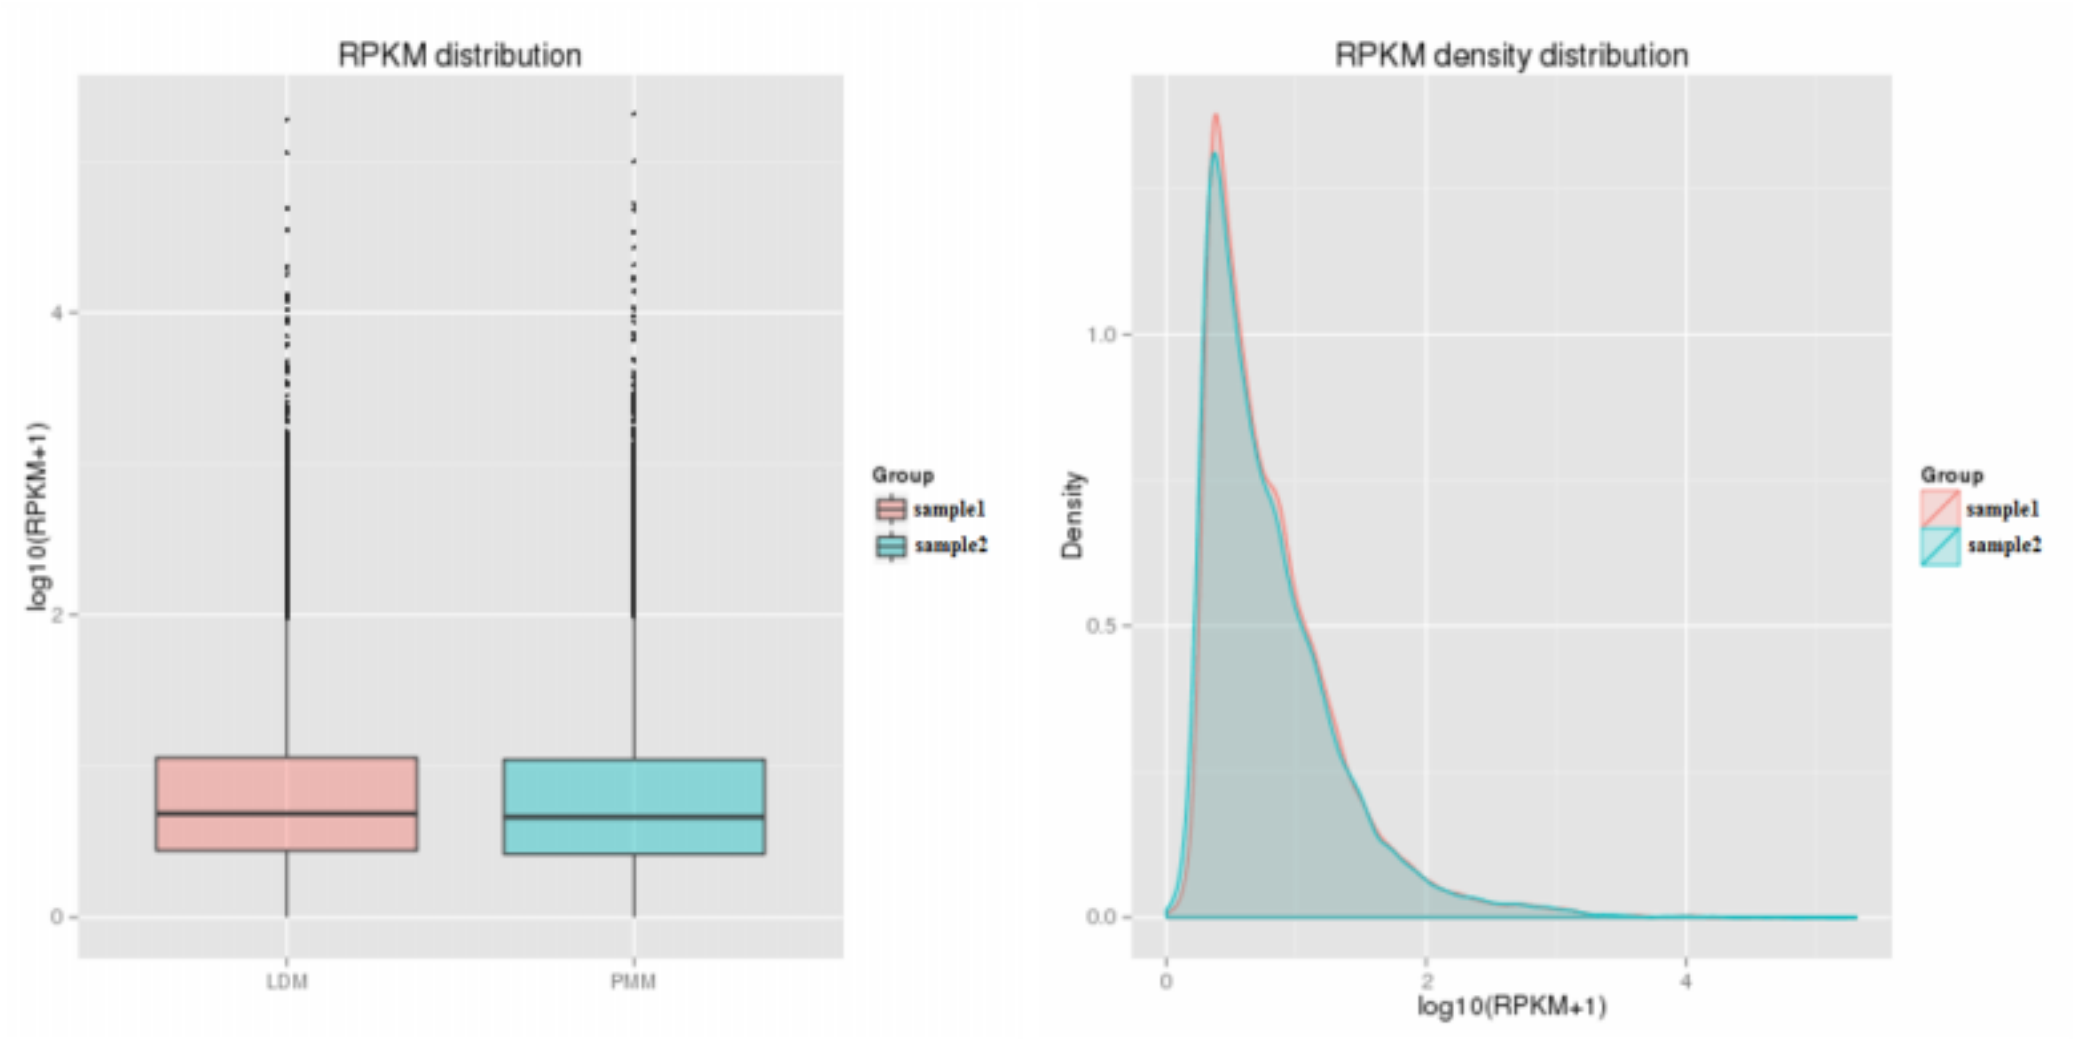 RPKM distribution
log10(RPKM+1)
4
2
0
LDM
PMM
Group
sample1
sample2
RPKM density distribution
Density
1.0
0.5
0.0
0
2
4
log10(RPKM+1)
Group
sample1
sample2